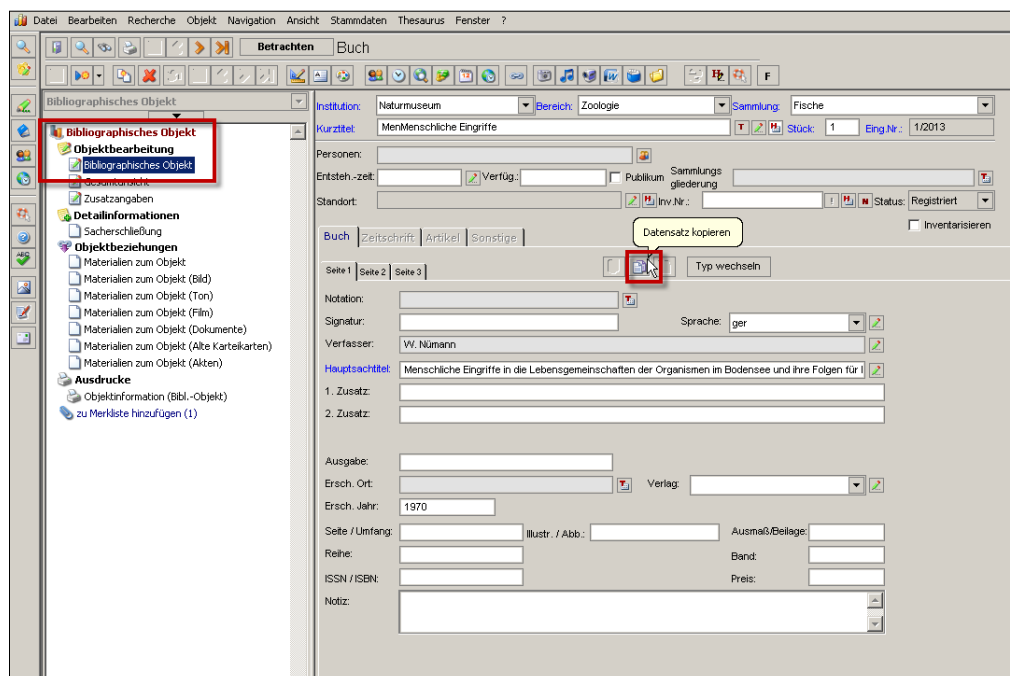 Datei Bearbeiten Recherche Objekt Navigation Ansicht Stammdaten Thesaurus Fenster ?
Betrachten Buch
F
Bibliographisches Objekt
Bibliographisches Objekt
Objektbearbeitung
Bibliographisches Objekt
Gesamtansicht
Zusatzangaben
Detailinformationen
Sacherschließung
Objektbeziehungen
Materialien zum Objekt
Materialien zum Objekt (Bild)
Materialien zum Objekt (Ton)
Materialien zum Objekt (Film)
Materialien zum Objekt (Dokumente)
Materialien zum Objekt (Alte Karteikarten)
Materialien zum Objekt (Akten)
Ausdrucke
Objektinformation (Bibl.-Objekt)
zu Merkliste hinzufügen (1)
Institution: Naturmuseum Bereich: Zoologie Sammlung: Fische
Kurztitel: MenMenschliche Eingriffe T Stück: 1 Eing.Nr.: 1/2013
Personen:
Entsteh.-zeit: Verfüg.: Publikum Sammlungs gliederung
Standort: Inv.Nr.: ! N Status: Registriert
Inventarisieren
Buch Zeitschrift Artikel Sonstige
Datensatz kopieren
Seite 1 Seite 2 Seite 3 Typ wechseln
Notation:
Signatur: Sprache: ger
Verfasser: W. Nümann
Hauptsachtitel: Menschliche Eingriffe in die Lebensgemeinschaften der Organismen im Bodensee und ihre Folgen für
1. Zusatz:
2. Zusatz:
Ausgabe:
Ersch. Ort: Verlag:
Ersch. Jahr: 1970
Seite / Umfang: Illustr. / Abb.: Ausmaß/Beilage:
Reihe: Band:
ISSN / ISBN: Preis:
Notiz: